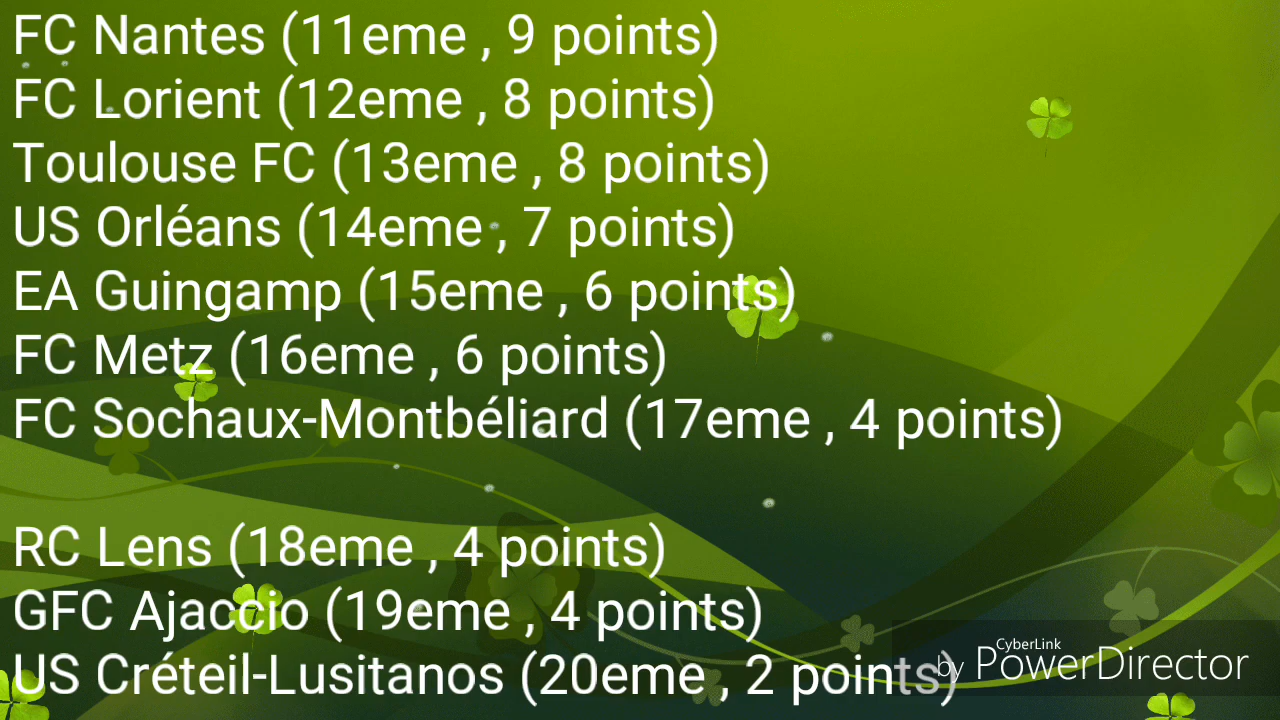 FC Nantes (11eme , 9 points)
FC Lorient (12eme , 8 points)
Toulouse FC (13eme , 8 points)
US Orléans (14eme , 7 points)
EA Guingamp (15eme , 6 points)
FC Metz (16eme , 6 points)
FC Sochaux-Montbéliard (17eme , 4 points)
RC Lens (18eme , 4 points)
GFC Ajaccio (19eme , 4 points)
US Créteil-Lusitanos (20eme , 2 points)
CyberLink
by PowerDirector